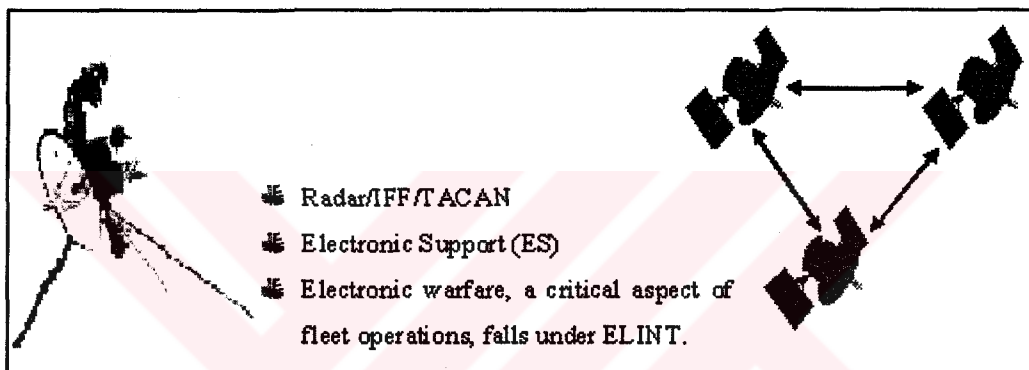 Radar/IFF/TACAN
Electronic Support (ES)
Electronic warfare, a critical aspect of
fleet operations, falls under ELINT.